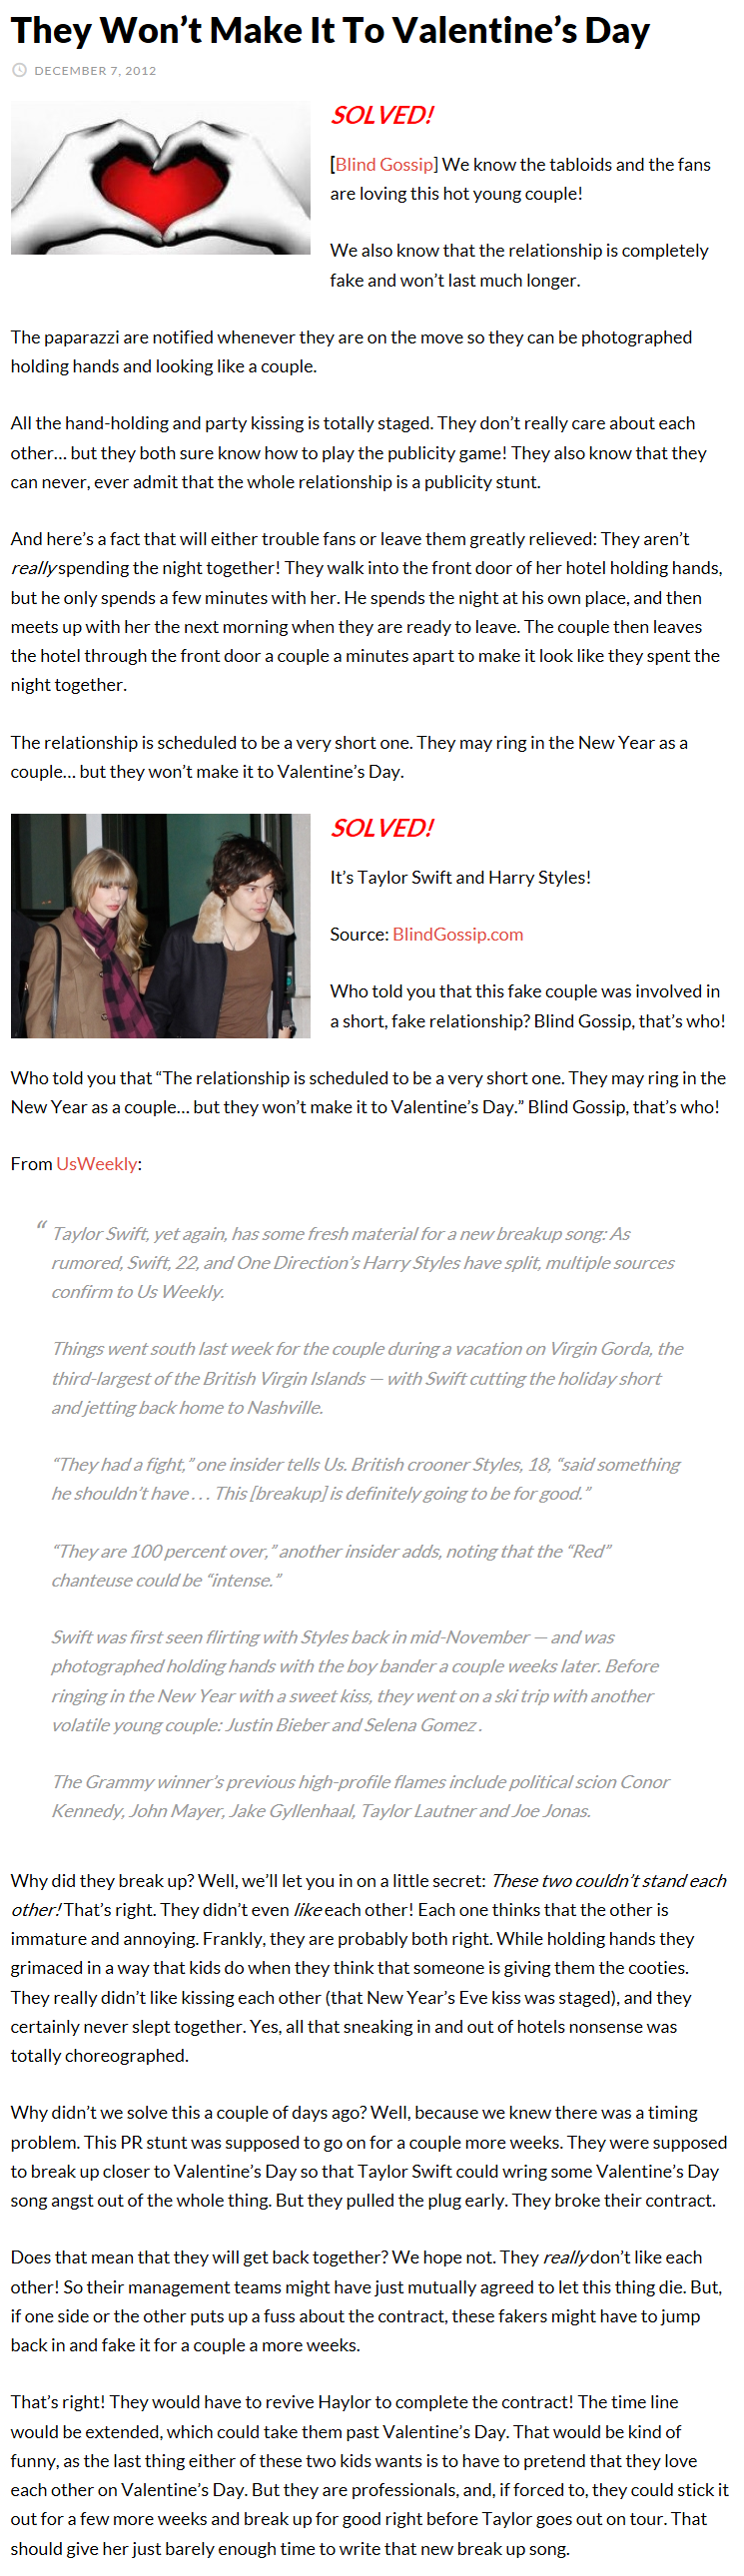 They Won’t Make It To Valentine’s Day
DECEMBER 7, 2012
SOLVED!
[Blind Gossip] We know the tabloids and the fans
are loving this hot young couple!
We also know that the relationship is completely
fake and won’t last much longer.
The paparazzi are notified whenever they are on the move so they can be photographed
holding hands and looking like a couple.
All the hand-holding and party kissing is totally staged. They don’t really care about each
other… but they both sure know how to play the publicity game! They also know that they
can never, ever admit that the whole relationship is a publicity stunt.
And here’s a fact that will either trouble fans or leave them greatly relieved: They aren’t
really spending the night together! They walk into the front door of her hotel holding hands,
but he only spends a few minutes with her. He spends the night at his own place, and then
meets up with her the next morning when they are ready to leave. The couple then leaves
the hotel through the front door a couple a minutes apart to make it look like they spent the
night together.
The relationship is scheduled to be a very short one. They may ring in the New Year as a
couple… but they won’t make it to Valentine’s Day.
SOLVED!
It’s Taylor Swift and Harry Styles!
Source: BlindGossip.com
Who told you that this fake couple was involved in
a short, fake relationship? Blind Gossip, that’s who!
Who told you that “The relationship is scheduled to be a very short one. They may ring in the
New Year as a couple… but they won’t make it to Valentine’s Day.” Blind Gossip, that’s who!
From UsWeekly:
“ Taylor Swift, yet again, has some fresh material for a new breakup song: As
rumored, Swift, 22, and One Direction’s Harry Styles have split, multiple sources
confirm to Us Weekly.
Things went south last week for the couple during a vacation on Virgin Gorda, the
third-largest of the British Virgin Islands — with Swift cutting the holiday short
and jetting back home to Nashville.
“They had a fight,” one insider tells Us. British crooner Styles, 18, “said something
he shouldn’t have . . . This [breakup] is definitely going to be for good.”
“They are 100 percent over,” another insider adds, noting that the “Red”
chanteuse could be “intense.”
Swift was first seen flirting with Styles back in mid-November — and was
photographed holding hands with the boy bander a couple weeks later. Before
ringing in the New Year with a sweet kiss, they went on a ski trip with another
volatile young couple: Justin Bieber and Selena Gomez .
The Grammy winner’s previous high-profile flames include political scion Conor
Kennedy, John Mayer, Jake Gyllenhaal, Taylor Lautner and Joe Jonas.
Why did they break up? Well, we’ll let you in on a little secret: These two couldn’t stand each
other! That’s right. They didn’t even like each other! Each one thinks that the other is
immature and annoying. Frankly, they are probably both right. While holding hands they
grimaced in a way that kids do when they think that someone is giving them the cooties.
They really didn’t like kissing each other (that New Year’s Eve kiss was staged), and they
certainly never slept together. Yes, all that sneaking in and out of hotels nonsense was
totally choreographed.
Why didn’t we solve this a couple of days ago? Well, because we knew there was a timing
problem. This PR stunt was supposed to go on for a couple more weeks. They were supposed
to break up closer to Valentine’s Day so that Taylor Swift could wring some Valentine’s Day
song angst out of the whole thing. But they pulled the plug early. They broke their contract.
Does that mean that they will get back together? We hope not. They really don’t like each
other! So their management teams might have just mutually agreed to let this thing die. But,
if one side or the other puts up a fuss about the contract, these fakers might have to jump
back in and fake it for a couple a more weeks.
That’s right! They would have to revive Haylor to complete the contract! The time line
would be extended, which could take them past Valentine’s Day. That would be kind of
funny, as the last thing either of these two kids wants is to have to pretend that they love
each other on Valentine’s Day. But they are professionals, and, if forced to, they could stick it
out for a few more weeks and break up for good right before Taylor goes out on tour. That
should give her just barely enough time to write that new break up song.